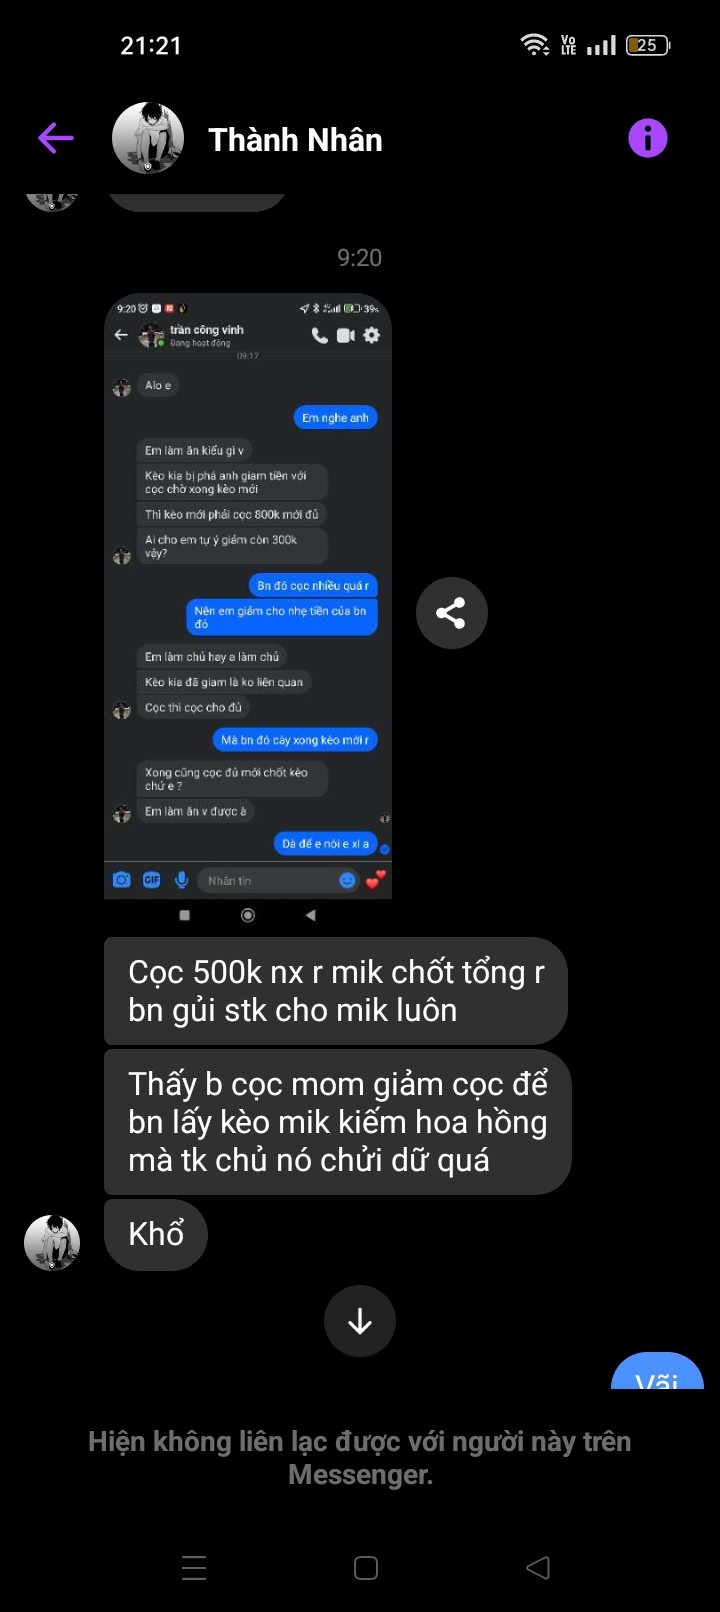 21:21
Vo
LTE
25
Thành Nhân
9:20
9:20
39%
trần công vinh
Đang hoạt động
09:17
Alo e
Em nghe anh
Em làm ăn kiểu gì v
Kèo kia bị phá anh giam tiền với
cọc chờ xong kèo mới
Thì kèo mới phải cọc 800k mới đủ
Ai cho em tự ý giảm còn 300k
vậy?
Bn đó cọc nhiều quá r
Nên em giảm cho nhẹ tiền của bn
đó
Em làm chủ hay a làm chủ
Kèo kia đã giam là ko liên quan
Cọc thì cọc cho đủ
Mà bn đó cày xong kèo mới r
Xong cũng cọc đủ mới chốt kèo
chứ e ?
Em làm ăn v được à
Dà để e nói e xl a
GIF
Nhắn tin
Cọc 500k nx r mik chốt tổng r
bn gủi stk cho mik luôn
Thấy b cọc mom giảm cọc để
bn lấy kèo mik kiếm hoa hồng
mà tk chủ nó chửi dữ quá
Khổ
Vãi
Hiện không liên lạc được với người này trên
Messenger.